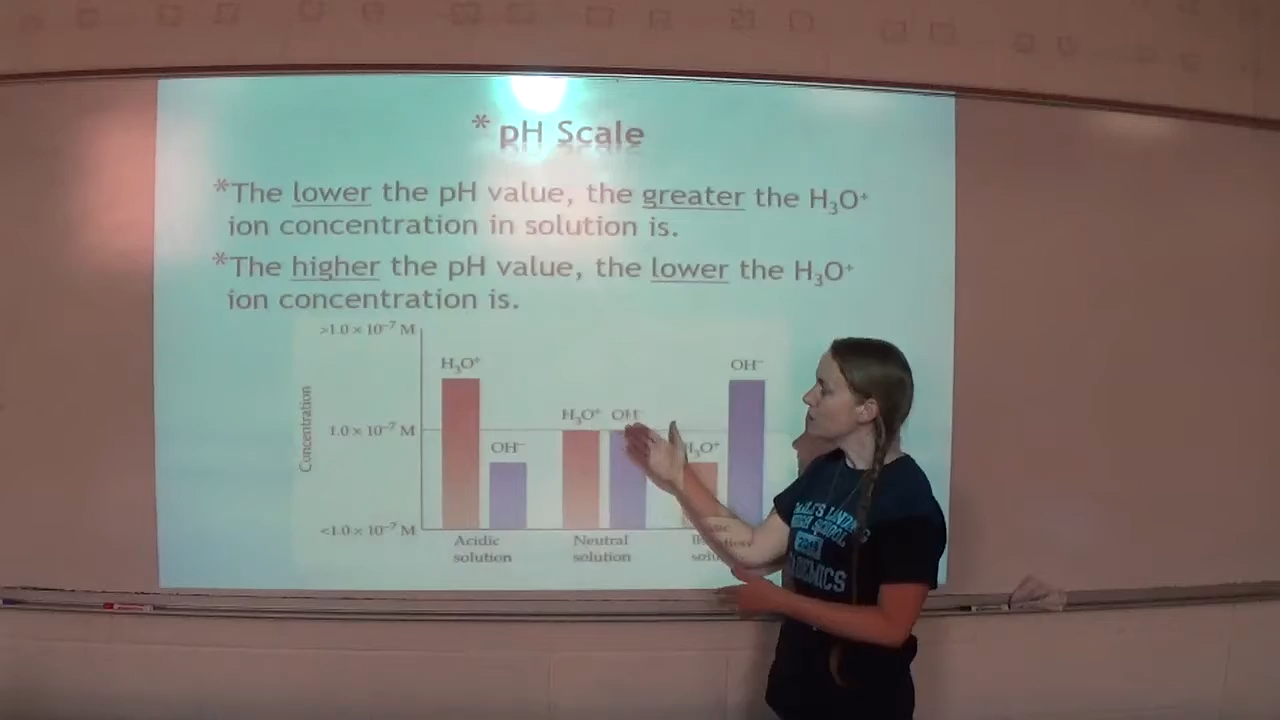 * pH Scale
*The lower the pH value, the greater the H₃O⁺
ion concentration in solution is.
*The higher the pH value, the lower the H₃O⁺
ion concentration is.
>1.0 × 10⁻⁷ M
1.0 × 10⁻⁷ M
<1.0 × 10⁻⁷ M
Concentration
H₃O⁺
OH⁻
H₃O⁺
OH⁻
H₃O⁺
OH⁻
Acidic
solution
Neutral
solution
HIGH SCHOOL